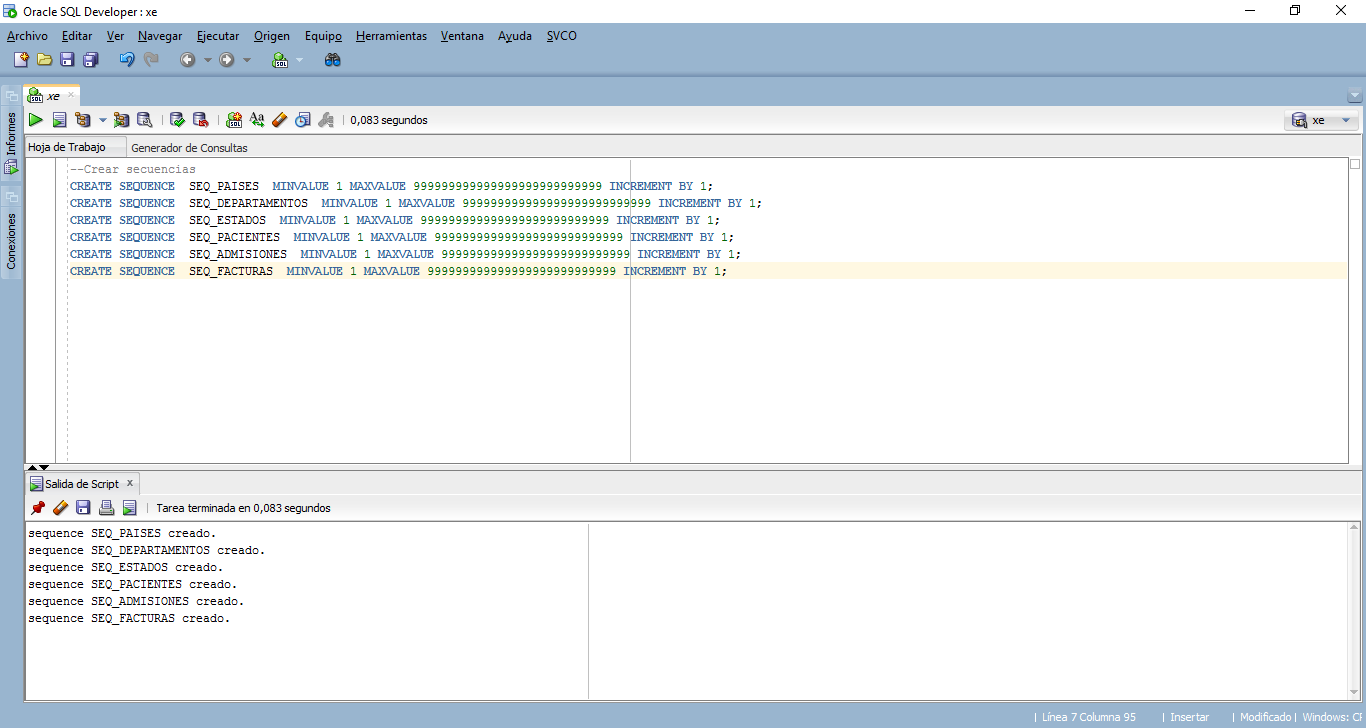 Oracle SQL Developer : xe
Archivo Editar Ver Navegar Ejecutar Origen Equipo Herramientas Ventana Ayuda SVCO
xe
0,083 segundos
xe
Informes
Conexiones
Hoja de Trabajo Generador de Consultas
--Crear secuencias
CREATE SEQUENCE  SEQ_PAISES  MINVALUE 1 MAXVALUE 999999999999999999999999999 INCREMENT BY 1;
CREATE SEQUENCE  SEQ_DEPARTAMENTOS  MINVALUE 1 MAXVALUE 999999999999999999999999999 INCREMENT BY 1;
CREATE SEQUENCE  SEQ_ESTADOS  MINVALUE 1 MAXVALUE 999999999999999999999999999 INCREMENT BY 1;
CREATE SEQUENCE  SEQ_PACIENTES  MINVALUE 1 MAXVALUE 999999999999999999999999999 INCREMENT BY 1;
CREATE SEQUENCE  SEQ_ADMISIONES  MINVALUE 1 MAXVALUE 999999999999999999999999999 INCREMENT BY 1;
CREATE SEQUENCE  SEQ_FACTURAS  MINVALUE 1 MAXVALUE 999999999999999999999999999 INCREMENT BY 1;
Salida de Script x
Tarea terminada en 0,083 segundos
sequence SEQ_PAISES creado.
sequence SEQ_DEPARTAMENTOS creado.
sequence SEQ_ESTADOS creado.
sequence SEQ_PACIENTES creado.
sequence SEQ_ADMISIONES creado.
sequence SEQ_FACTURAS creado.
| Línea 7 Columna 95 | Insertar | Modificado | Windows: